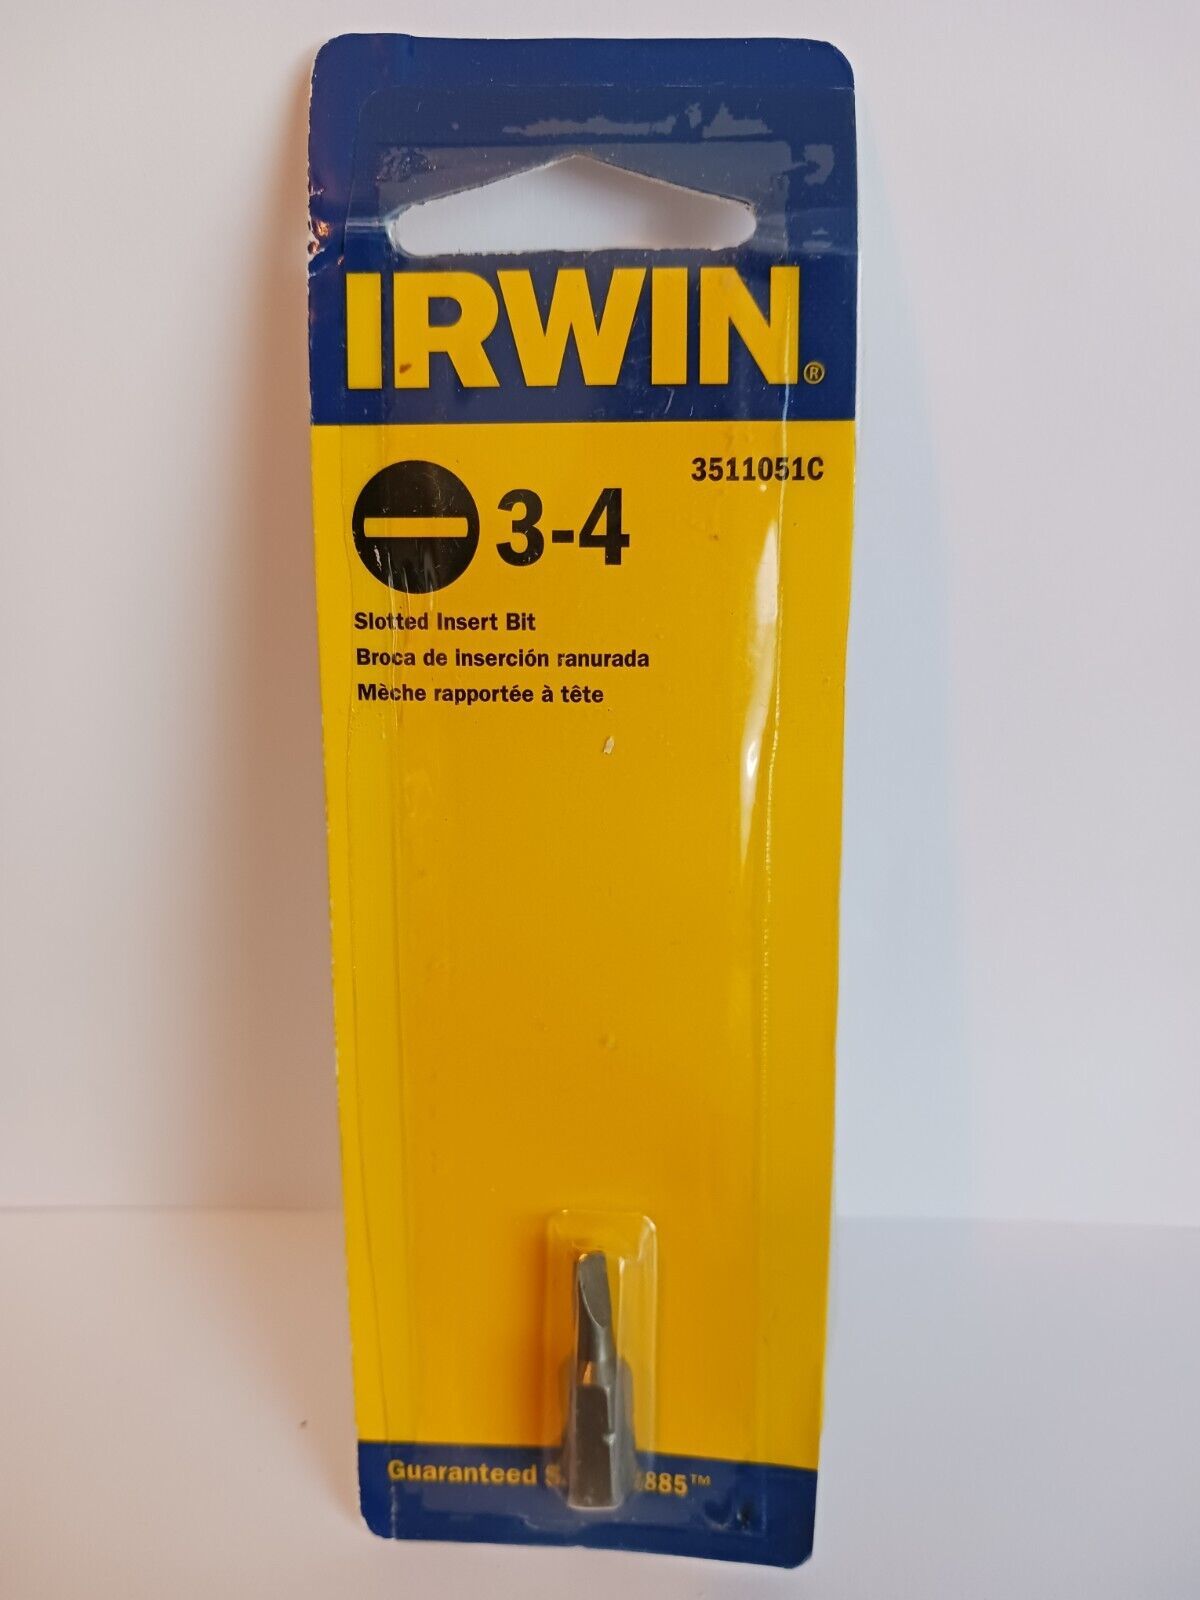 IRWIN®
3511051C
3-4
Slotted Insert Bit
Broca de inserción ranurada
Mèche rapportée à tête
Guaranteed 885™